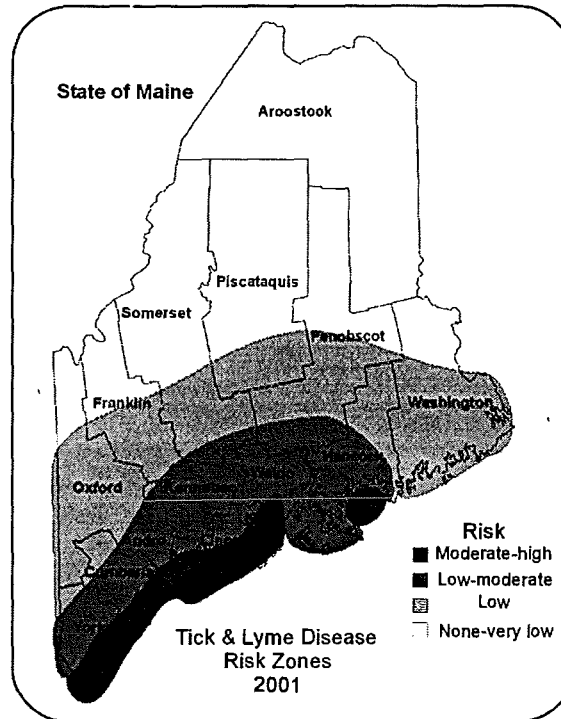 State of Maine
Aroostook
Piscataquis
Somerset
Penobscot
Franklin
Washington
Oxford
Risk
Moderate-high
Low-moderate
Low
None-very low
Tick & Lyme Disease
Risk Zones
2001